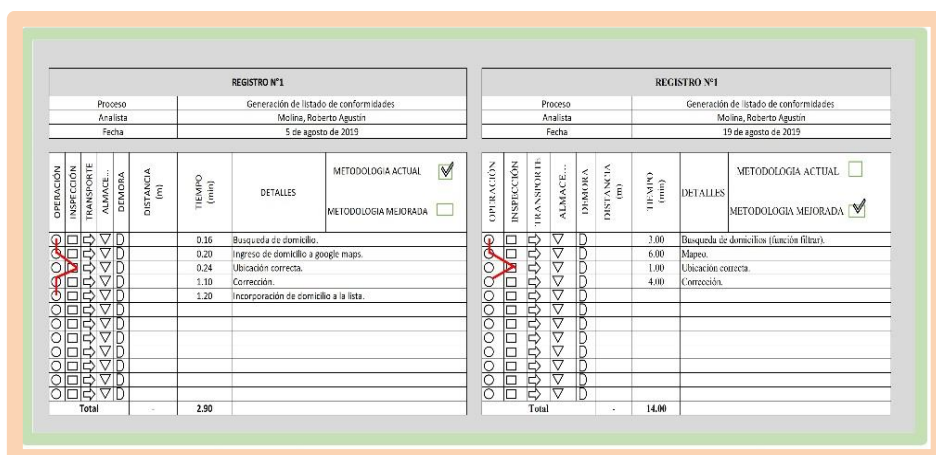 REGISTRO N°1
Proceso Generación de listado de conformidades
Analista Molina, Roberto Agustin
Fecha 5 de agosto de 2019
OPERACIÓN INSPECCIÓN TRANSPORTE ALMACE... DEMORA DISTANCIA (m) TIEMPO (min) DETALLES METODOLOGIA ACTUAL
METODOLOGIA MEJORADA
0.16 Busqueda de domicilio.
0.20 Ingreso de domicilio a google maps.
0.24 Ubicación correcta.
1.10 Corrección.
1.20 Incorporación de domicilio a la lista.
Total - 2.90
REGISTRO Nº1
Proceso Generación de listado de conformidades
Analista Molina, Roberto Agustin
Fecha 19 de agosto de 2019
OPERACIÓN INSPECCIÓN TRANSPORTE ALMACE... DEMORA DISTANCIA (m) TIEMPO (min) DETALLES METODOLOGIA ACTUAL
METODOLOGIA MEJORADA
3.00 Busqueda de domicilios (función filtrar).
6.00 Mapeo.
1.00 Ubicación correcta.
4.00 Corrección.
Total - 14.00